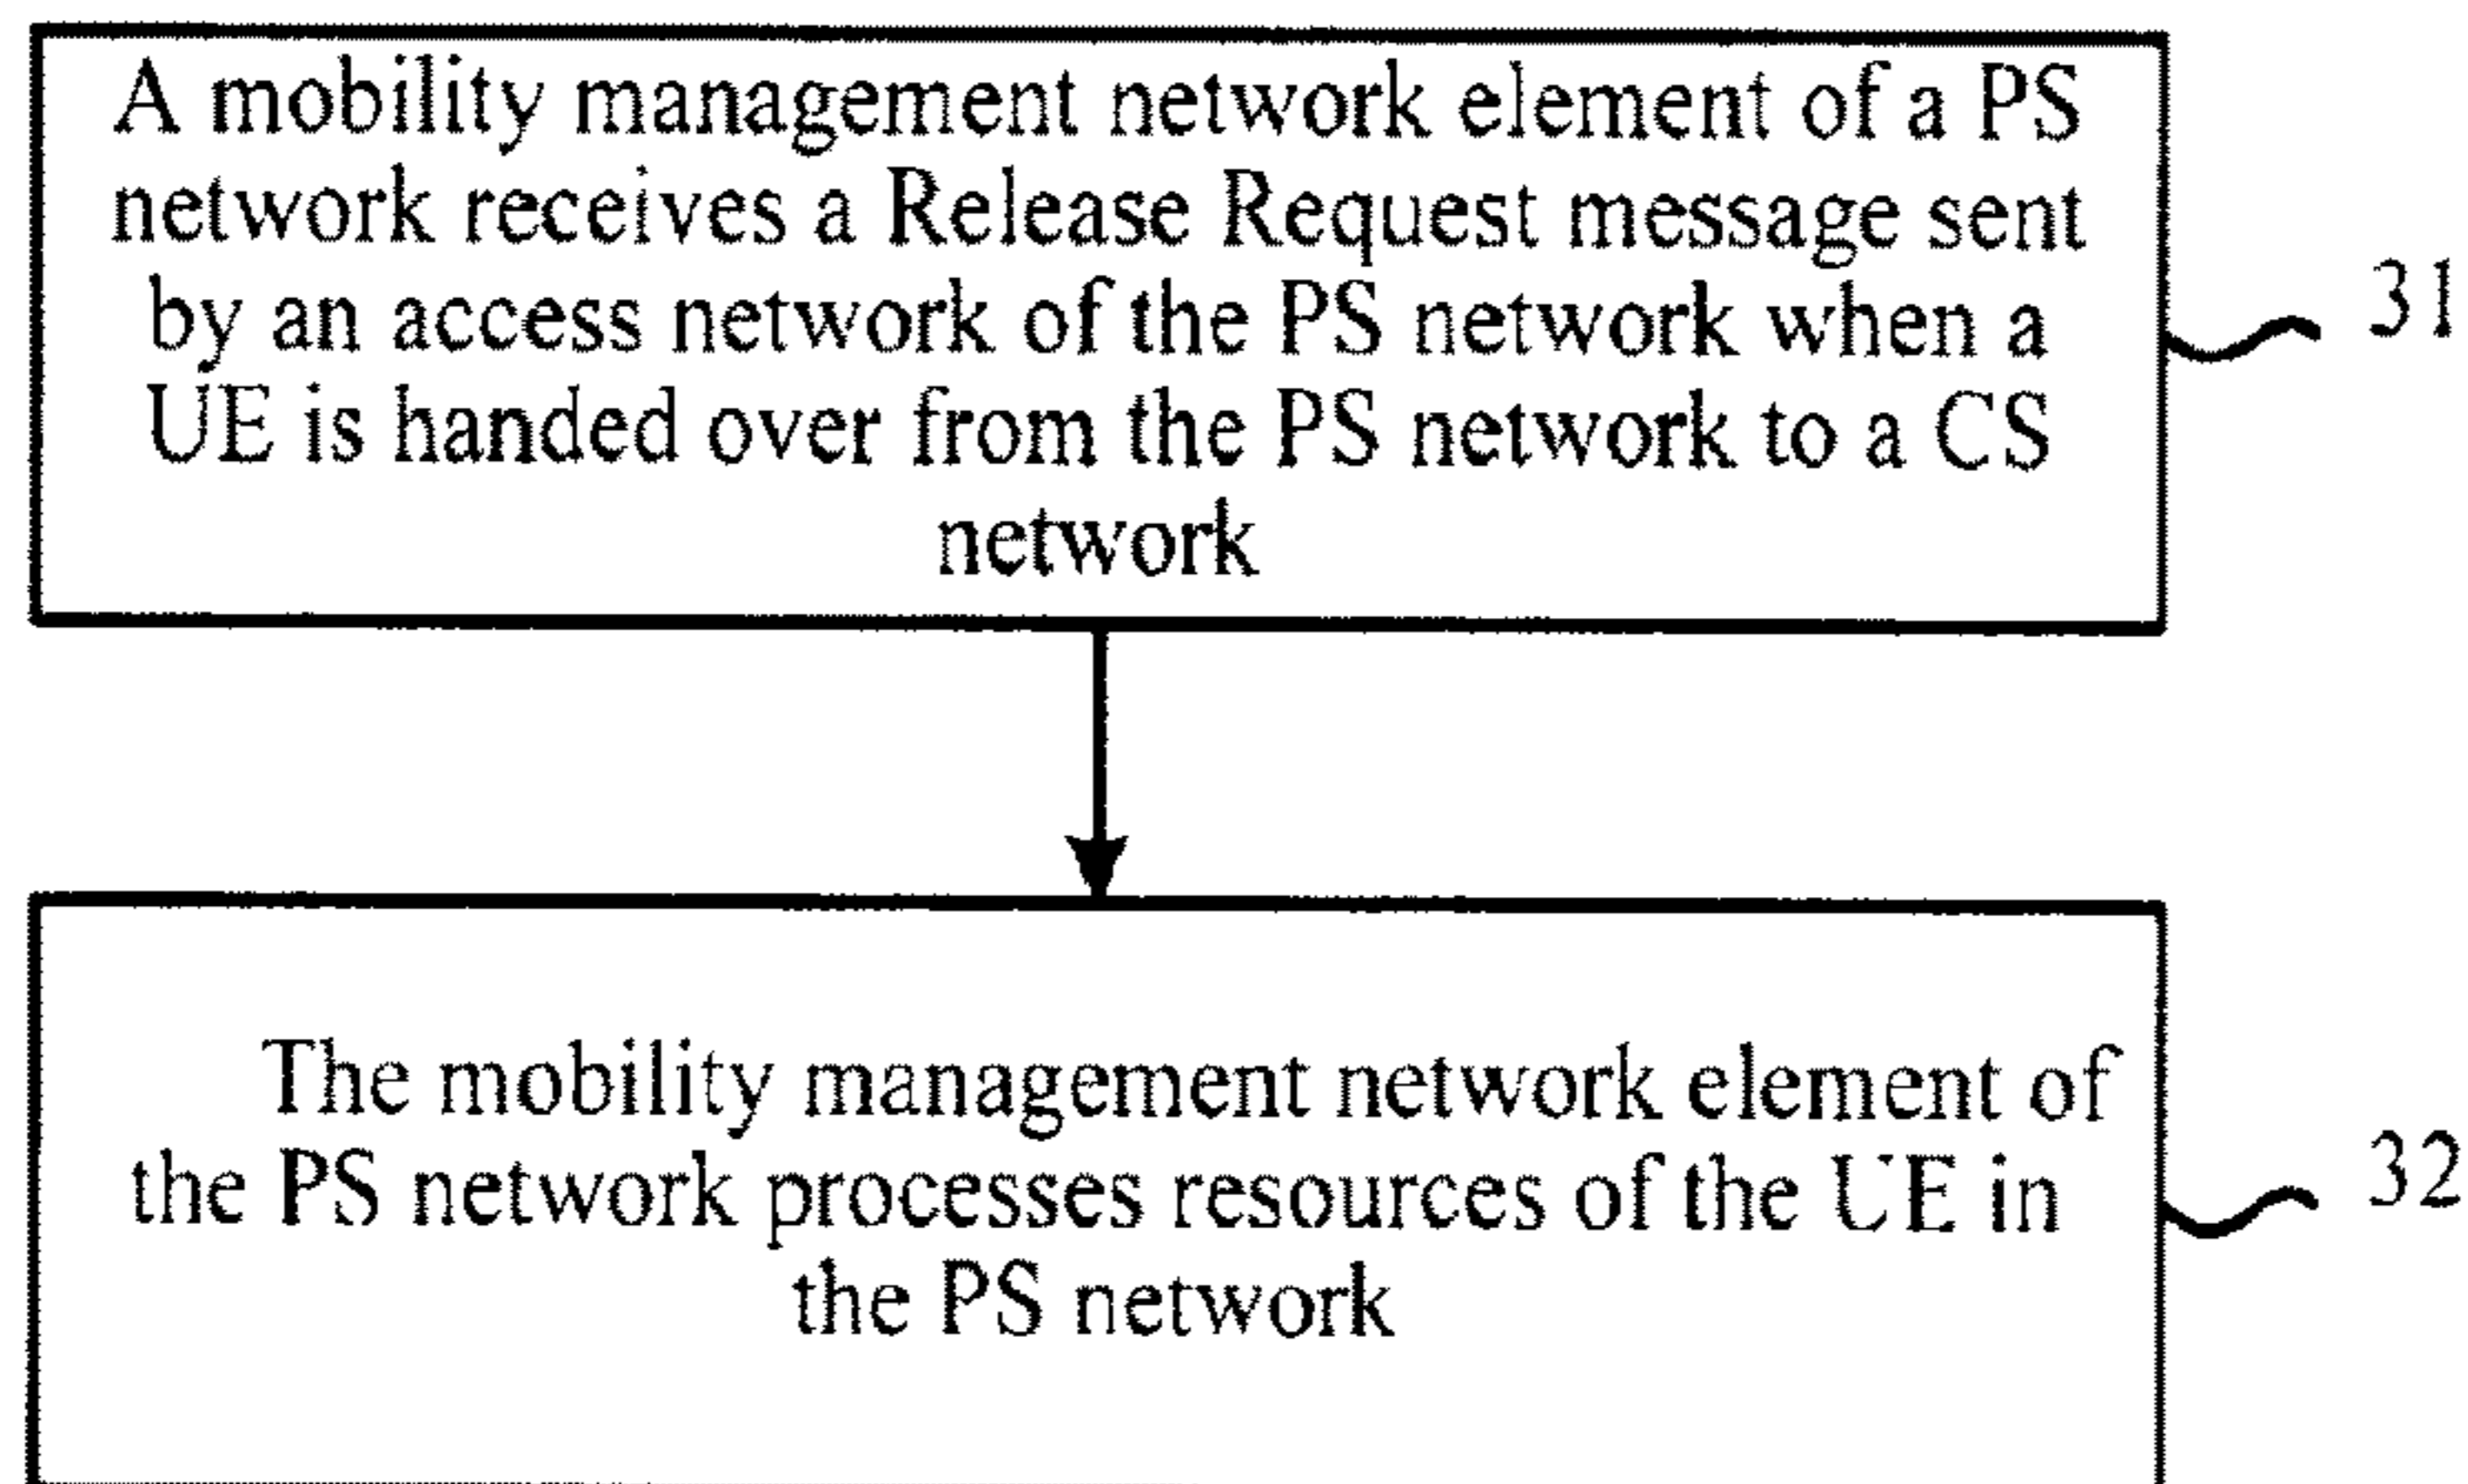 A mobility management network element of a PS
network receives a Release Request message sent
by an access network of the PS network when a
UE is handed over from the PS network to a CS
network
31
The mobility management network element of
the PS network processes resources of the UE in
the PS network
32